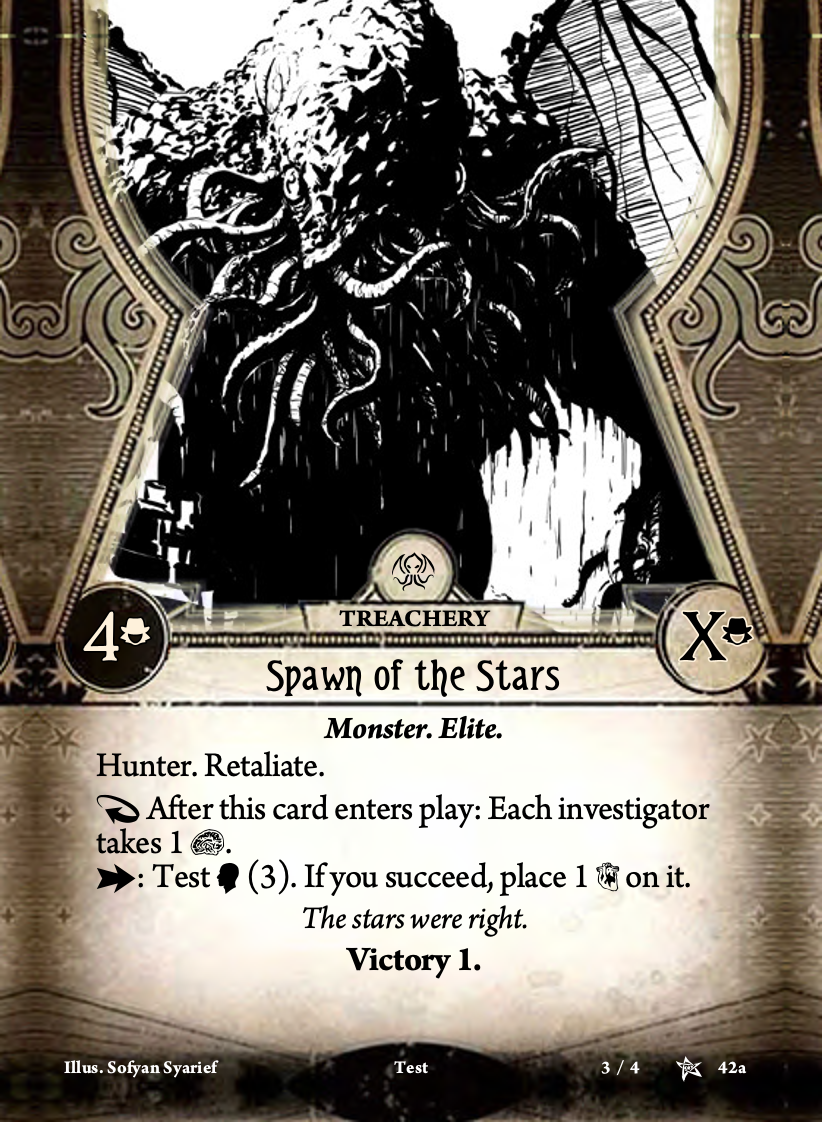 TREACHERY
4
X
Spawn of the Stars
Monster. Elite.
Hunter. Retaliate.
After this card enters play: Each investigator
takes 1 .
: Test (3). If you succeed, place 1 on it.
The stars were right.
Victory 1.
Illus. Sofyan Syarief Test 3 / 4 42a